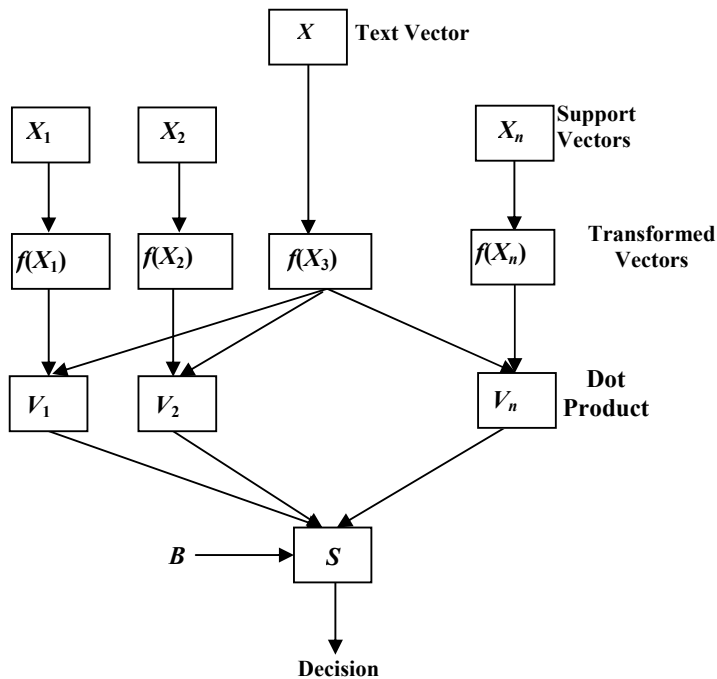 X Text Vector
X₁ X₂ Xₙ Support
Vectors
f(X₁) f(X₂) f(X₃) f(Xₙ) Transformed
Vectors
V₁ V₂ Vₙ Dot
Product
B S
Decision